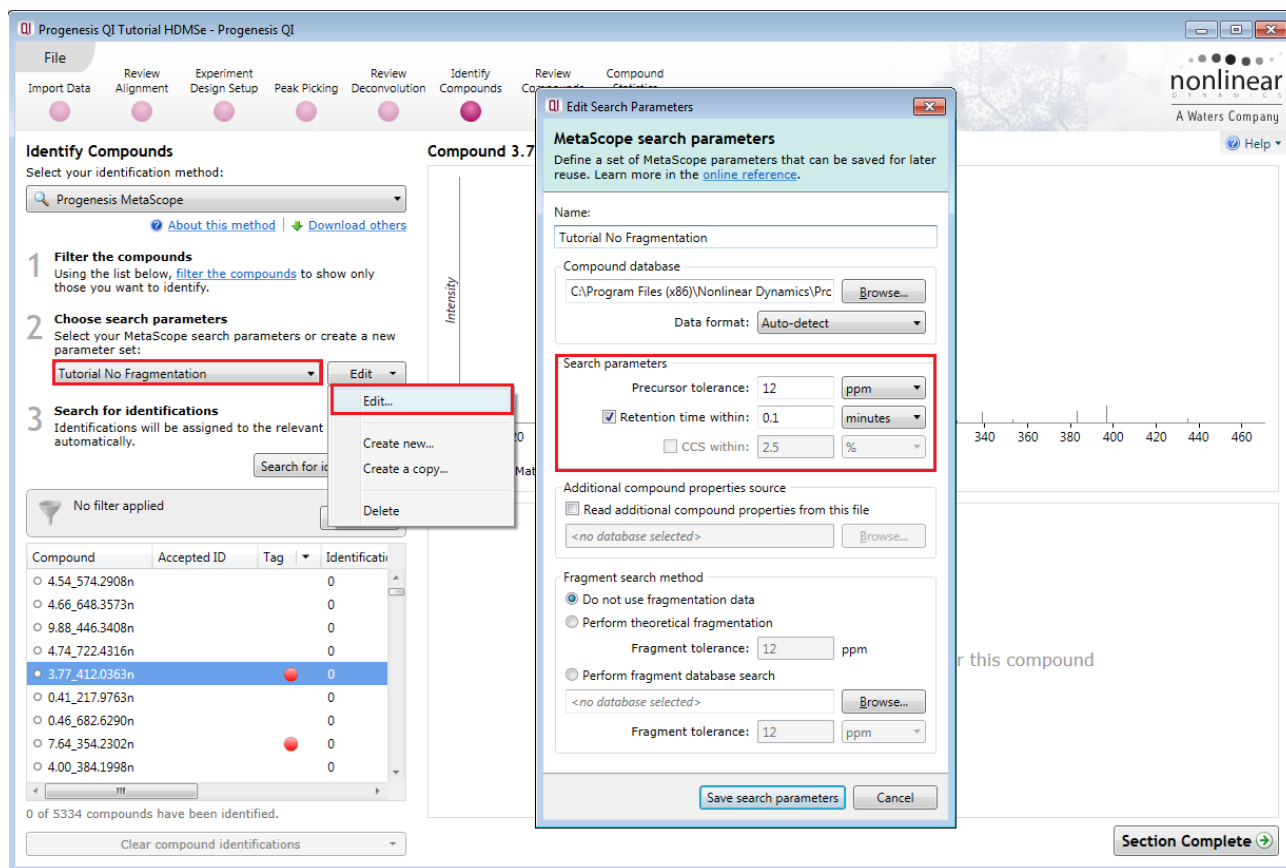 Progenesis QI Tutorial HDMSe - Progenesis QI
File
Import Data
Review Alignment
Experiment Design Setup
Peak Picking
Review Deconvolution
Identify Compounds
Review
Compound
nonlinear
DYNAMICS
A Waters Company
Help
Identify Compounds
Select your identification method:
Progenesis MetaScope
About this method | Download others
1 Filter the compounds
Using the list below, filter the compounds to show only
those you want to identify.
2 Choose search parameters
Select your MetaScope search parameters or create a new
parameter set:
Tutorial No Fragmentation
Edit
Edit...
Create new...
Create a copy...
Delete
3 Search for identifications
Identifications will be assigned to the relevant
automatically.
Search for
No filter applied
Compound Accepted ID Tag
4.54_574.2908n 0
4.66_648.3573n 0
9.88_446.3408n 0
4.74_722.4316n 0
3.77_412.0363n 0
0.41_217.9763n 0
0.46_682.6290n 0
7.64_354.2302n 0
4.00_384.1998n 0
0 of 5334 compounds have been identified.
Clear compound identifications
Compound 3.7
Intensity
340 360 380 400 420 440 460
r this compound
Section Complete
Edit Search Parameters
MetaScope search parameters
Define a set of MetaScope parameters that can be saved for later
reuse. Learn more in the online reference.
Name:
Tutorial No Fragmentation
Compound database
C:\Program Files (x86)\Nonlinear Dynamics\Prc
Browse...
Data format: Auto-detect
Search parameters
Precursor tolerance: 12 ppm
Retention time within: 0.1 minutes
CCS within: 2.5 %
Additional compound properties source
Read additional compound properties from this file
<no database selected> Browse...
Fragment search method
Do not use fragmentation data
Perform theoretical fragmentation
Fragment tolerance: 12 ppm
Perform fragment database search
<no database selected> Browse...
Fragment tolerance: 12 ppm
Save search parameters Cancel